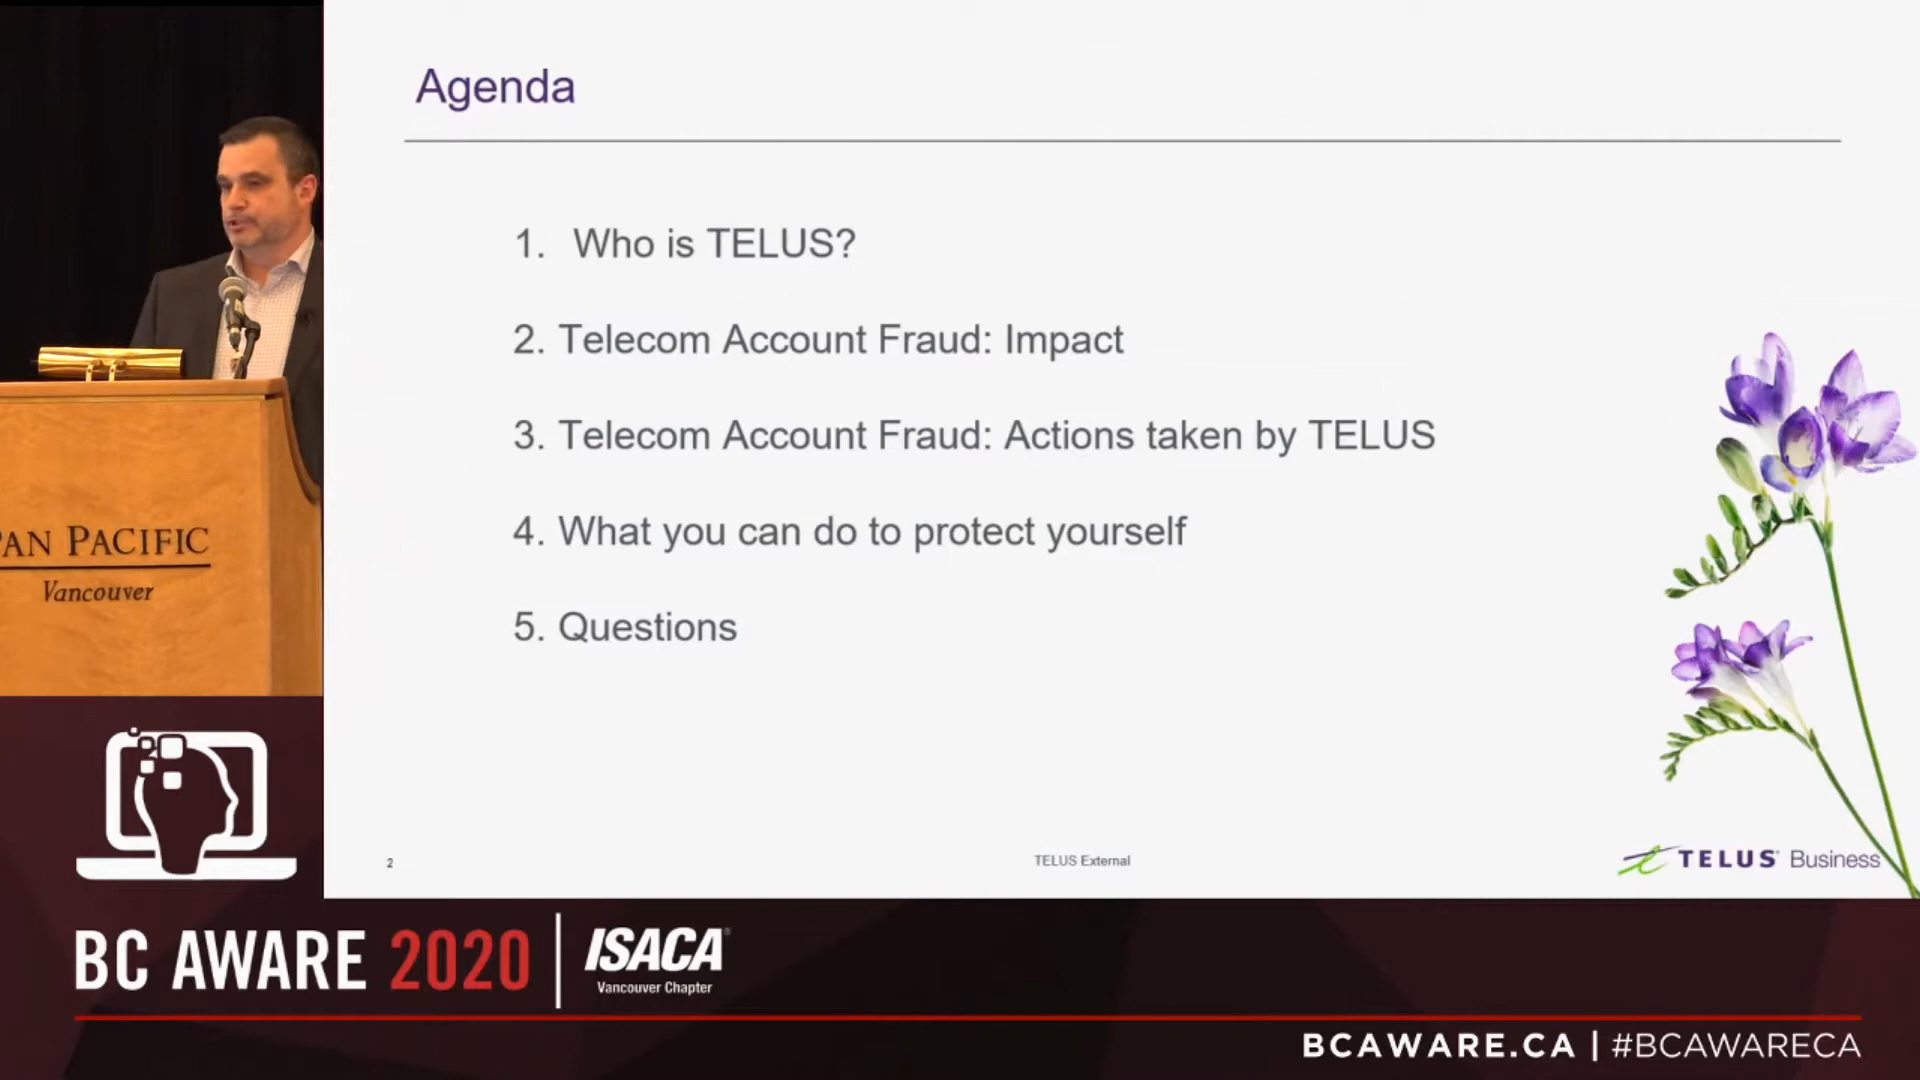 Agenda
1. Who is TELUS?
2. Telecom Account Fraud: Impact
3. Telecom Account Fraud: Actions taken by TELUS
4. What you can do to protect yourself
5. Questions
2
TELUS External
TELUS Business
PAN PACIFIC
Vancouver
BC AWARE 2020
ISACA
Vancouver Chapter
BCAWARE.CA | #BCAWARECA